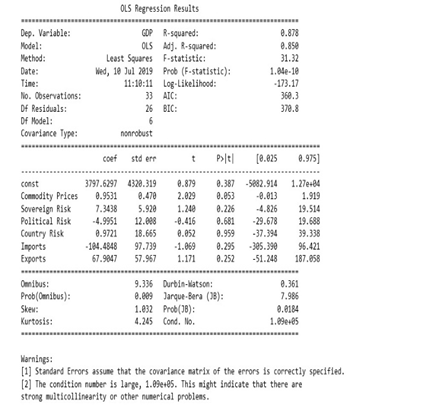 OLS Regression Results
Dep. Variable: GDP R-squared: 0.878
Model: OLS Adj. R-squared: 0.850
Method: Least Squares F-statistic: 31.32
Date: Wed, 10 Jul 2019 Prob (F-statistic): 1.04e-10
Time: 11:10:11 Log-Likelihood: -173.17
No. Observations: 33 AIC: 360.3
Df Residuals: 26 BIC: 370.8
Df Model: 6
Covariance Type: nonrobust
coef std err t P>|t| [0.025 0.975]
const 3797.6297 4320.319 0.879 0.387 -5082.914 1.27e+04
Commodity Prices 0.9531 0.470 2.029 0.053 -0.013 1.919
Sovereign Risk 7.3438 5.920 1.240 0.226 -4.826 19.514
Political Risk -4.9951 12.008 -0.416 0.681 -29.678 19.688
Country Risk 0.9721 18.665 0.052 0.959 -37.394 39.338
Imports -104.4848 97.739 -1.069 0.295 -305.390 96.421
Exports 67.9047 57.967 1.171 0.252 -51.248 187.058
Omnibus: 9.336 Durbin-Watson: 0.361
Prob(Omnibus): 0.009 Jarque-Bera (JB): 7.986
Skew: 1.032 Prob(JB): 0.0184
Kurtosis: 4.245 Cond. No. 1.09e+05
Warnings:
[1] Standard Errors assume that the covariance matrix of the errors is correctly specified.
[2] The condition number is large, 1.09e+05. This might indicate that there are
strong multicollinearity or other numerical problems.